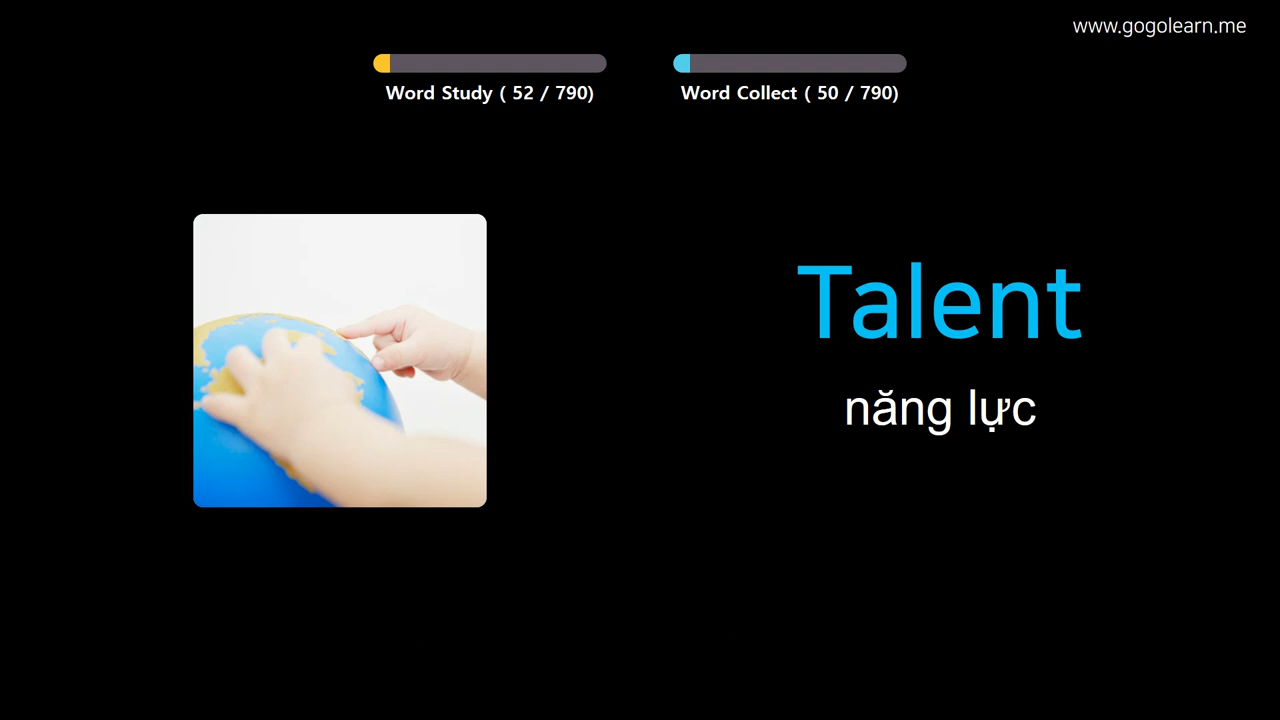 www.gogolearn.me
Word Study ( 52 / 790)
Word Collect ( 50 / 790)
Talent
năng lực